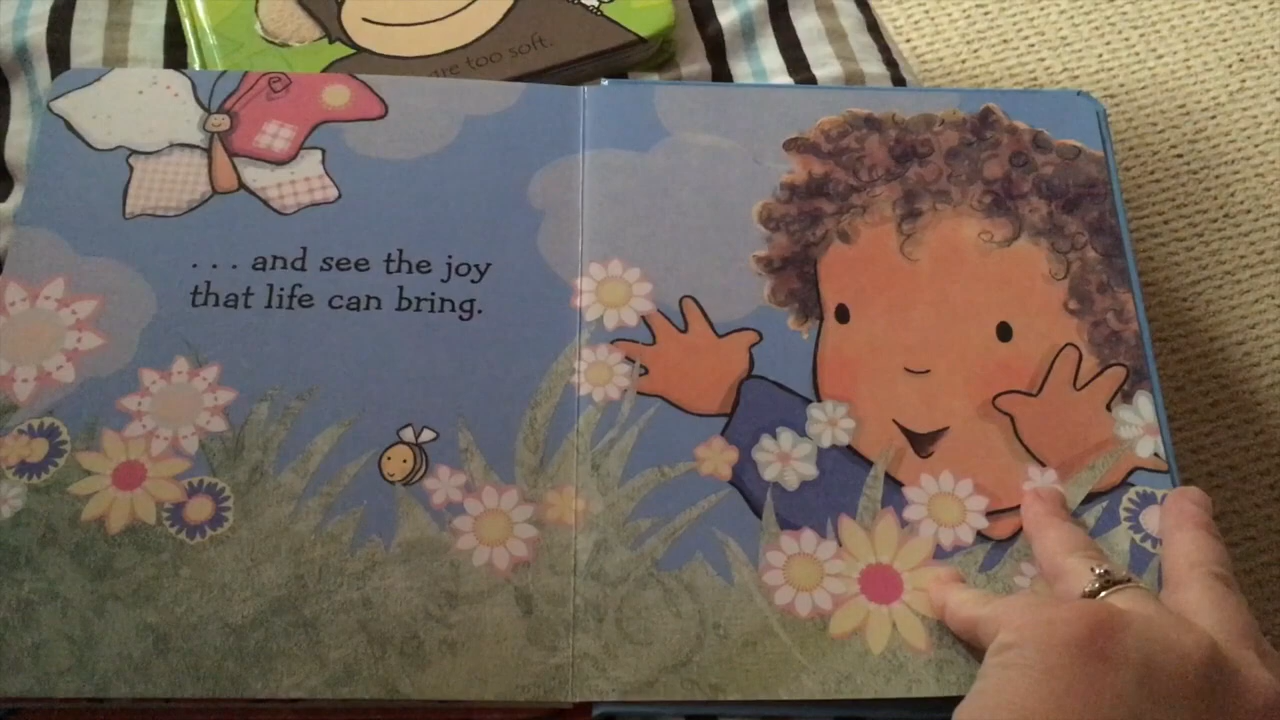 are too soft.
. . . and see the joy
that life can bring.